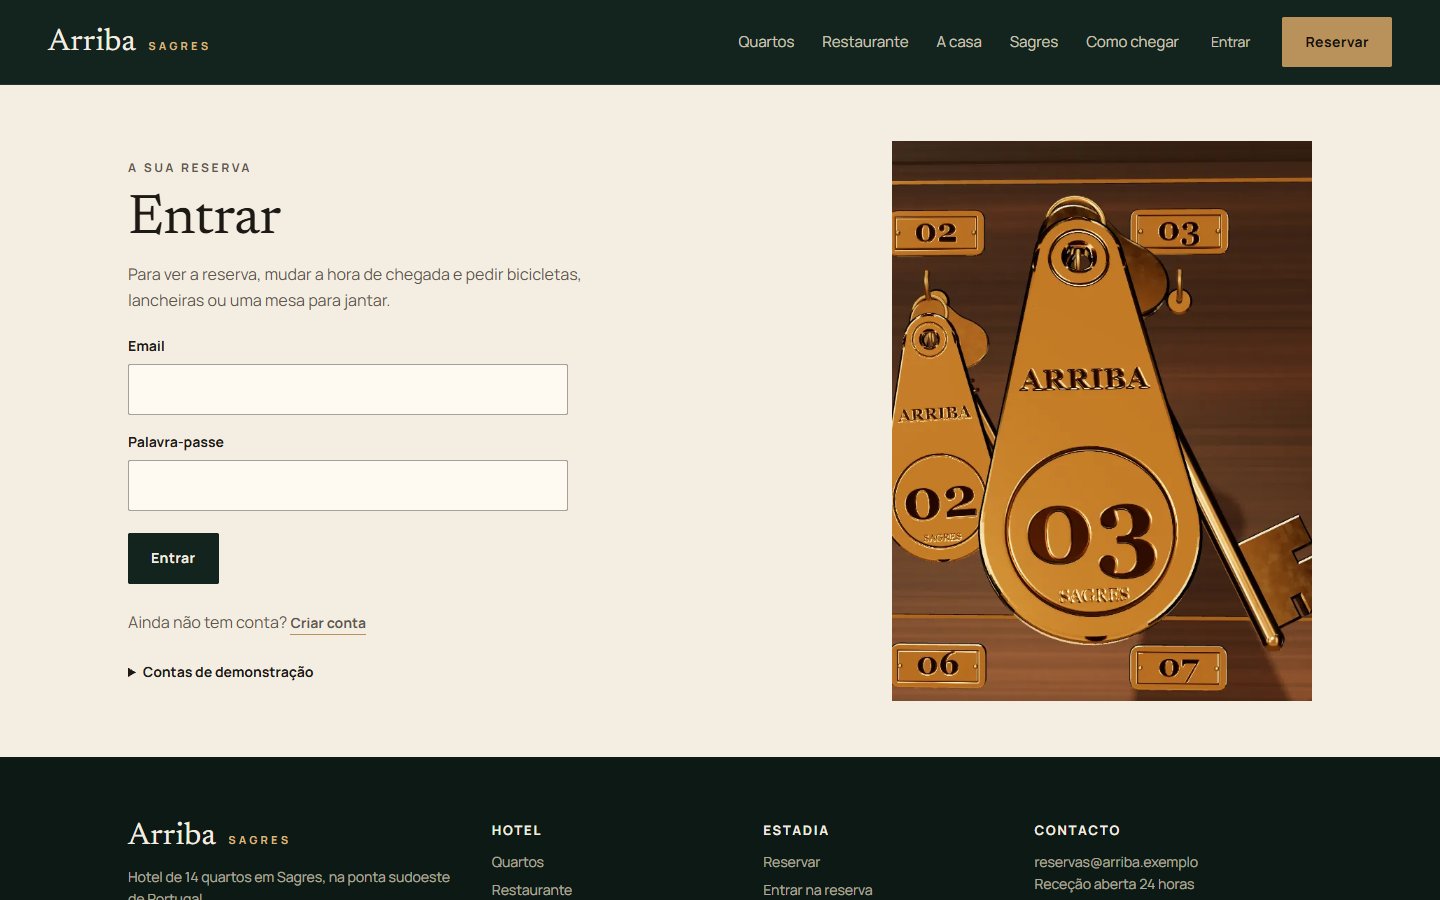 Arriba SAGRES
Quartos Restaurante A casa Sagres Como chegar Entrar Reservar
A SUA RESERVA
Entrar
Para ver a reserva, mudar a hora de chegada e pedir bicicletas,
lancheiras ou uma mesa para jantar.
Email
Palavra-passe
Entrar
Ainda não tem conta? Criar conta
Contas de demonstração
02
03
ARRIBA
02
SAGRES
ARRIBA
03
SAGRES
06
07
Arriba SAGRES
Hotel de 14 quartos em Sagres, na ponta sudoeste
de Portugal
HOTEL
Quartos
Restaurante
ESTADIA
Reservar
Entrar na reserva
CONTACTO
reservas@arriba.exemplo
Receção aberta 24 horas